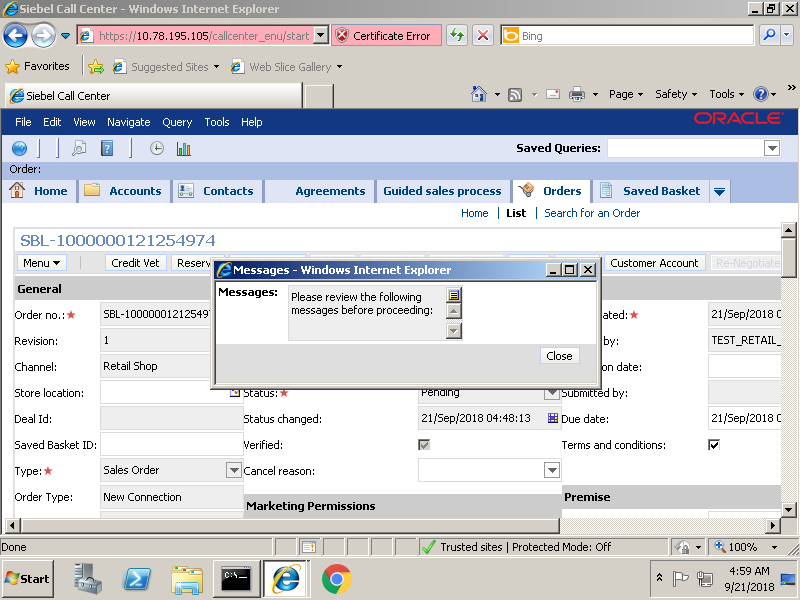 Siebel Call Center - Windows Internet Explorer
https://10.78.195.105/callcenter_enu/start
Certificate Error
Bing
Favorites
Suggested Sites
Web Slice Gallery
Siebel Call Center
Page
Safety
Tools
»
File Edit View Navigate Query Tools Help
ORACLE
Saved Queries:
Order:
Home Accounts Contacts Agreements Guided sales process Orders Saved Basket
Home | List | Search for an Order
SBL-1000000121254974
Menu
Credit Vet
Reserv
Customer Account
Re-Negotiate
General
Messages - Windows Internet Explorer
Messages:
Please review the following
messages before proceeding:
Close
Order no.:★ SBL-100000012125497 ated:★ 21/Sep/2018 0
Revision: 1 by: TEST_RETAIL_
Channel: Retail Shop on date:
Store location: Status:★ Pending Submitted by:
Deal Id: Status changed: 21/Sep/2018 04:48:13 Due date: 21/Sep/2018 0
Saved Basket ID: Verified: Terms and conditions:
Type:★ Sales Order Cancel reason:
Order Type: New Connection
Marketing Permissions
Premise
Done
Trusted sites | Protected Mode: Off
100%
Start
C:\.
4:59 AM
9/21/2018